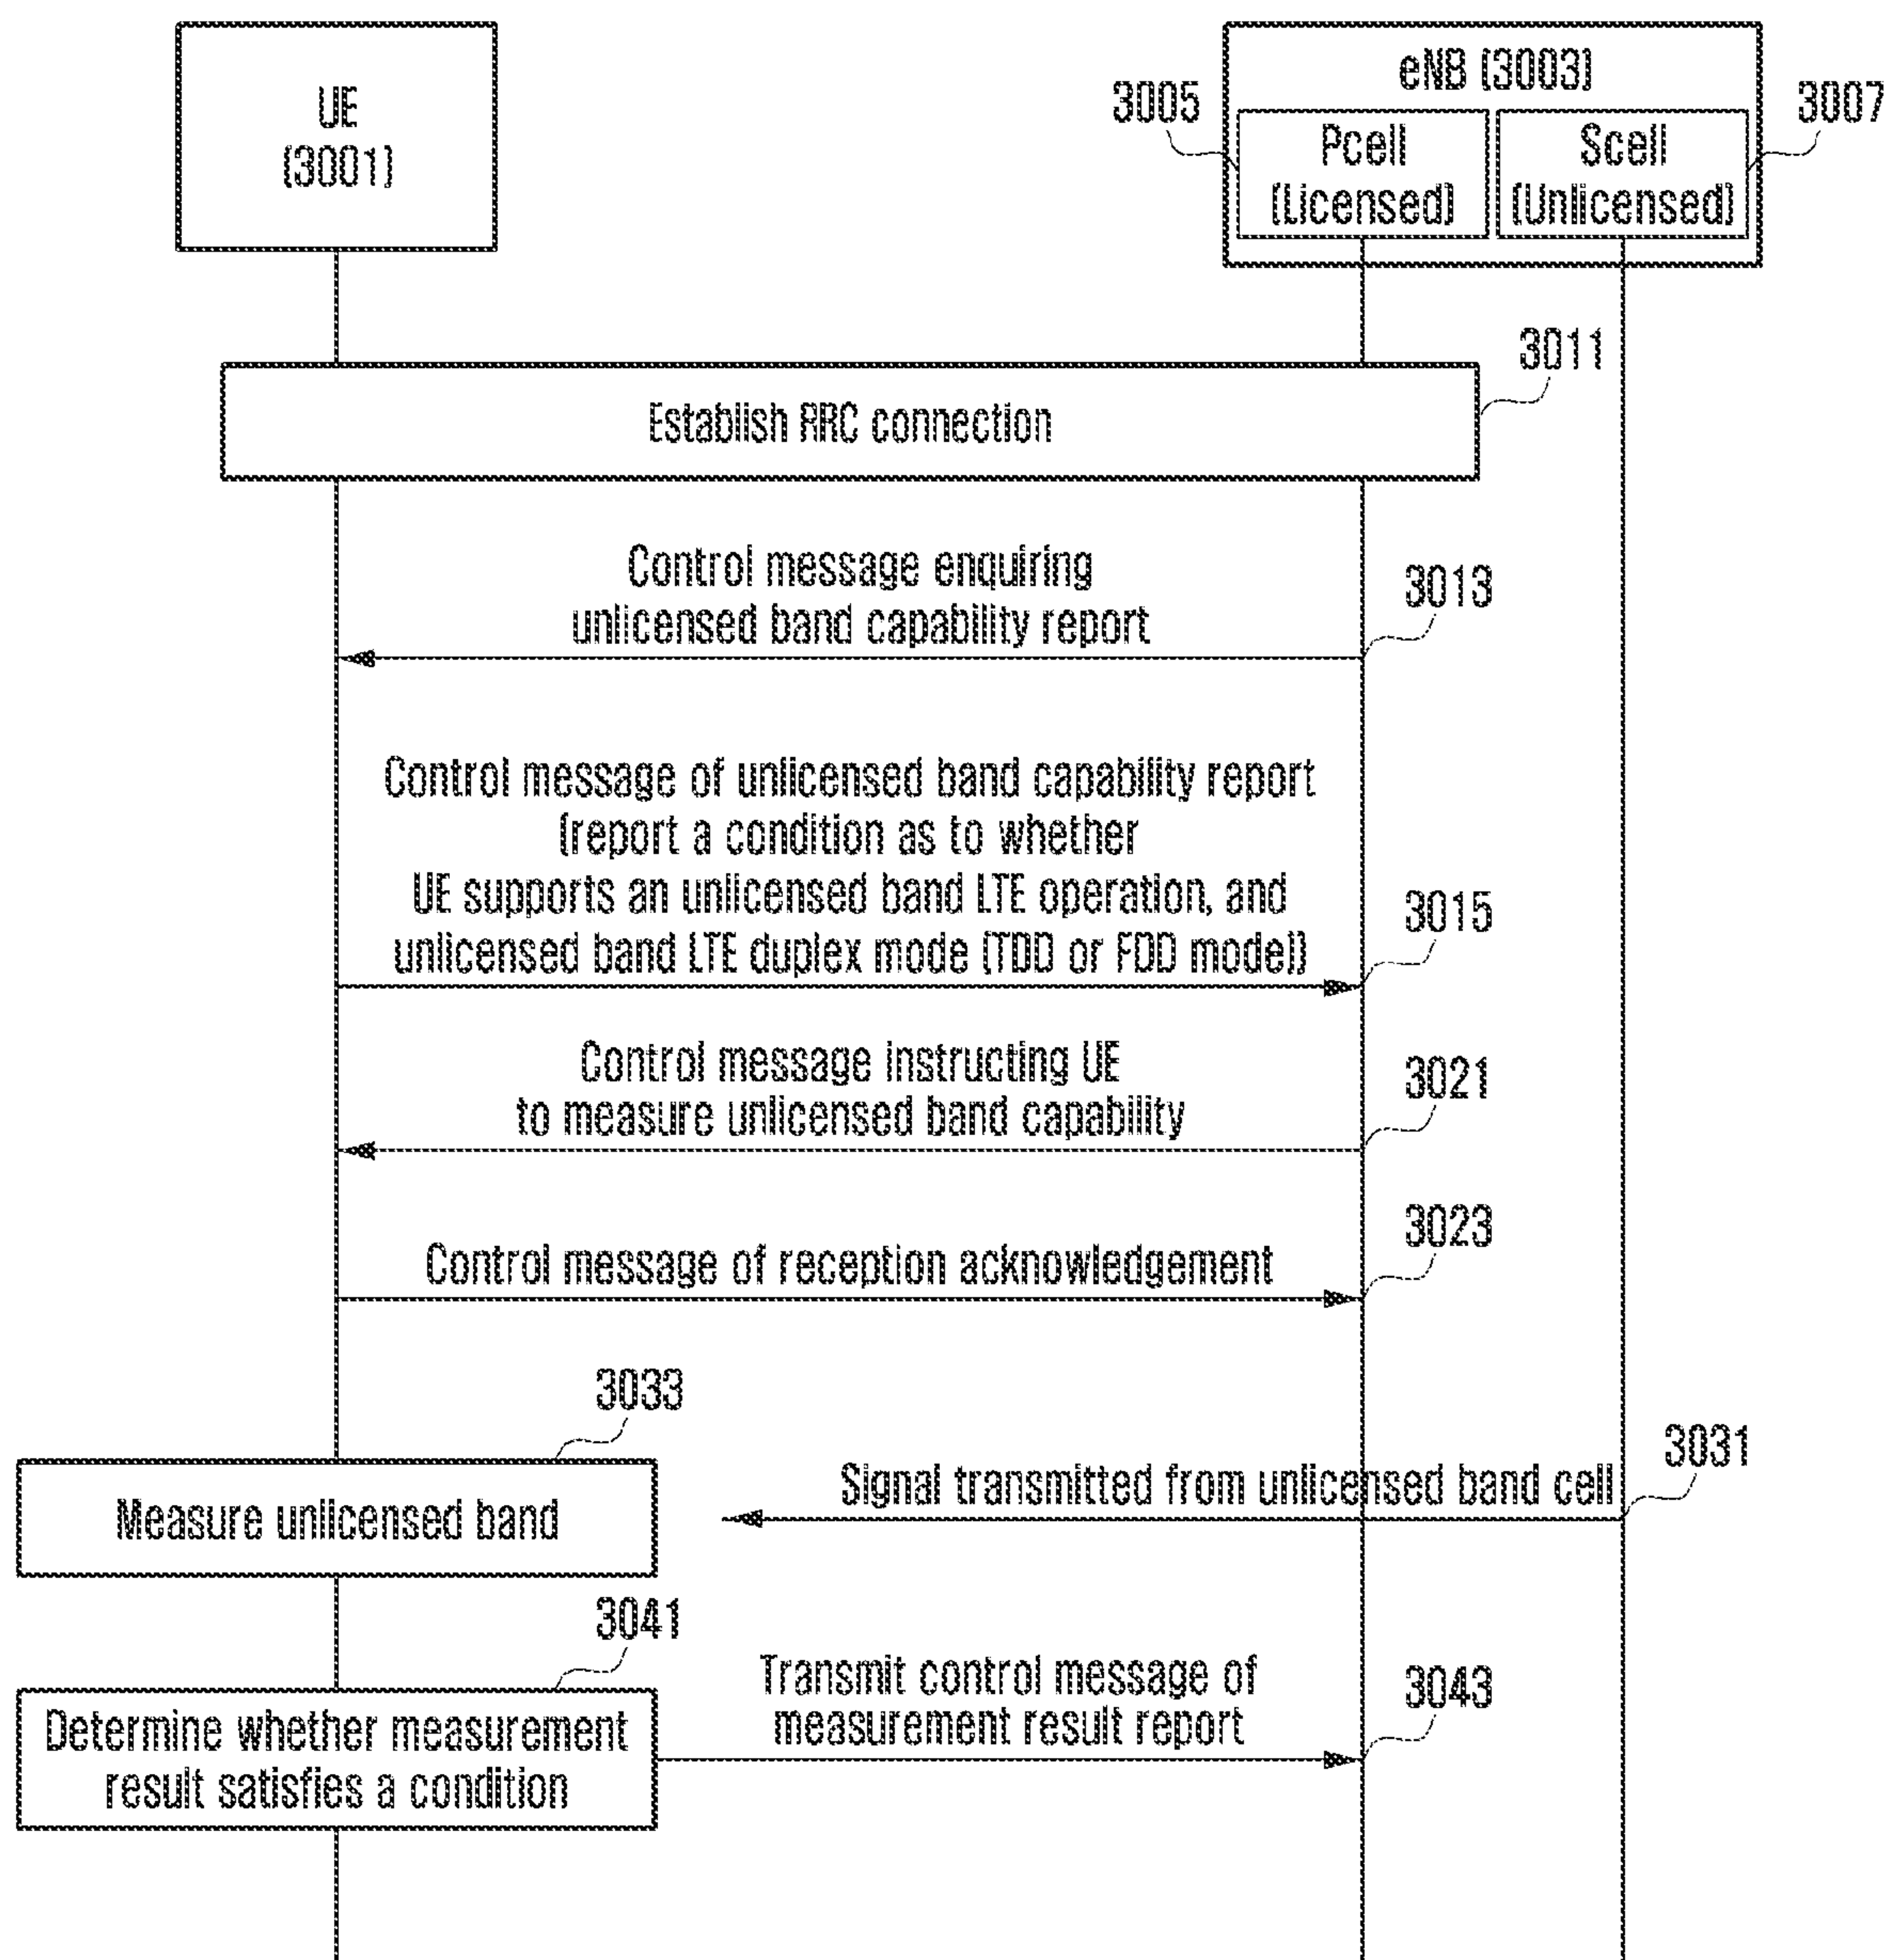 UE
(3001)
eNB (3003)
3005
3007
Pcell
(Licensed)
Scell
(Unlicensed)
3011
Establish RRC connection
Control message enquiring
unlicensed band capability report
3013
Control message of unlicensed band capability report
(report a condition as to whether
UE supports an unlicensed band LTE operation, and
unlicensed band LTE duplex mode (TDD or FDD mode))
3015
Control message instructing UE
to measure unlicensed band capability
3021
3023
Control message of reception acknowledgement
3033
3031
Signal transmitted from unlicensed band cell
Measure unlicensed band
3041
Transmit control message of
measurement result report
3043
Determine whether measurement
result satisfies a condition